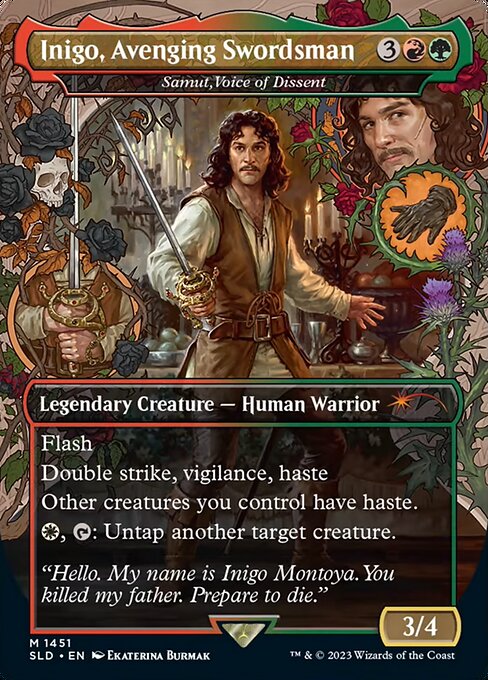 Inigo, Avenging Swordsman 3
Samut, Voice of Dissent
Legendary Creature — Human Warrior
Flash
Double strike, vigilance, haste
Other creatures you control have haste.
, : Untap another target creature.
“Hello. My name is Inigo Montoya. You
killed my father. Prepare to die.”
3/4
M 1451
SLD • EN Ekaterina Burmak
™ & © 2023 Wizards of the Coast